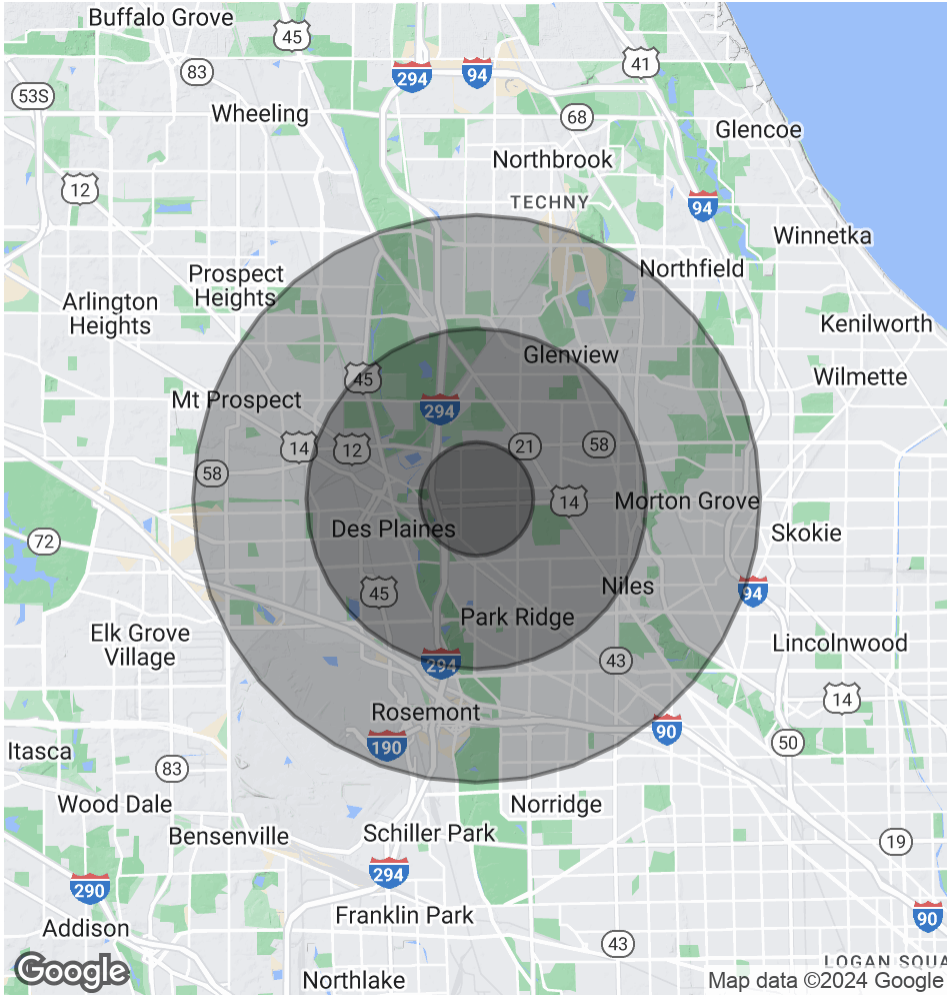 Buffalo Grove
45
41
83
294
94
53S
Wheeling
68
Glencoe
Northbrook
12
TECHNY
94
Winnetka
Northfield
Prospect
Heights
Arlington
Heights
Kenilworth
Glenview
45
Wilmette
Mt Prospect
294
14
12
21
58
58
14
Morton Grove
Des Plaines
Skokie
72
45
Niles
94
Park Ridge
Elk Grove
Village
Lincolnwood
294
43
14
Rosemont
190
90
50
Itasca
83
Wood Dale
Norridge
Bensenville
Schiller Park
19
294
290
Franklin Park
90
Addison
43
LOGAN SQUA
Google
Northlake
Map data ©2024 Google